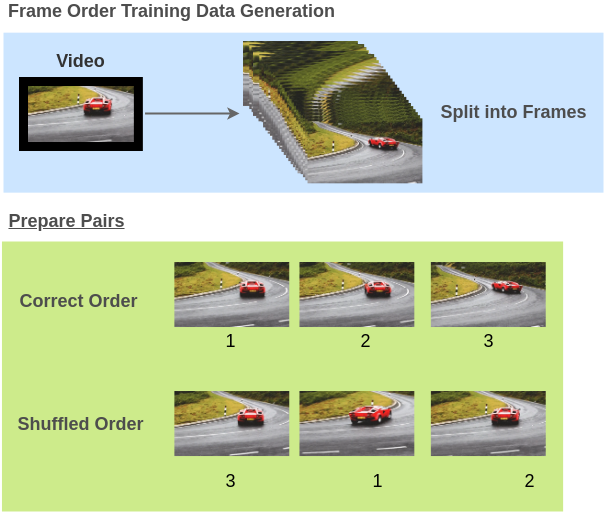 Frame Order Training Data Generation
Video
Split into Frames
Prepare Pairs
Correct Order
1 2 3
Shuffled Order
3 1 2